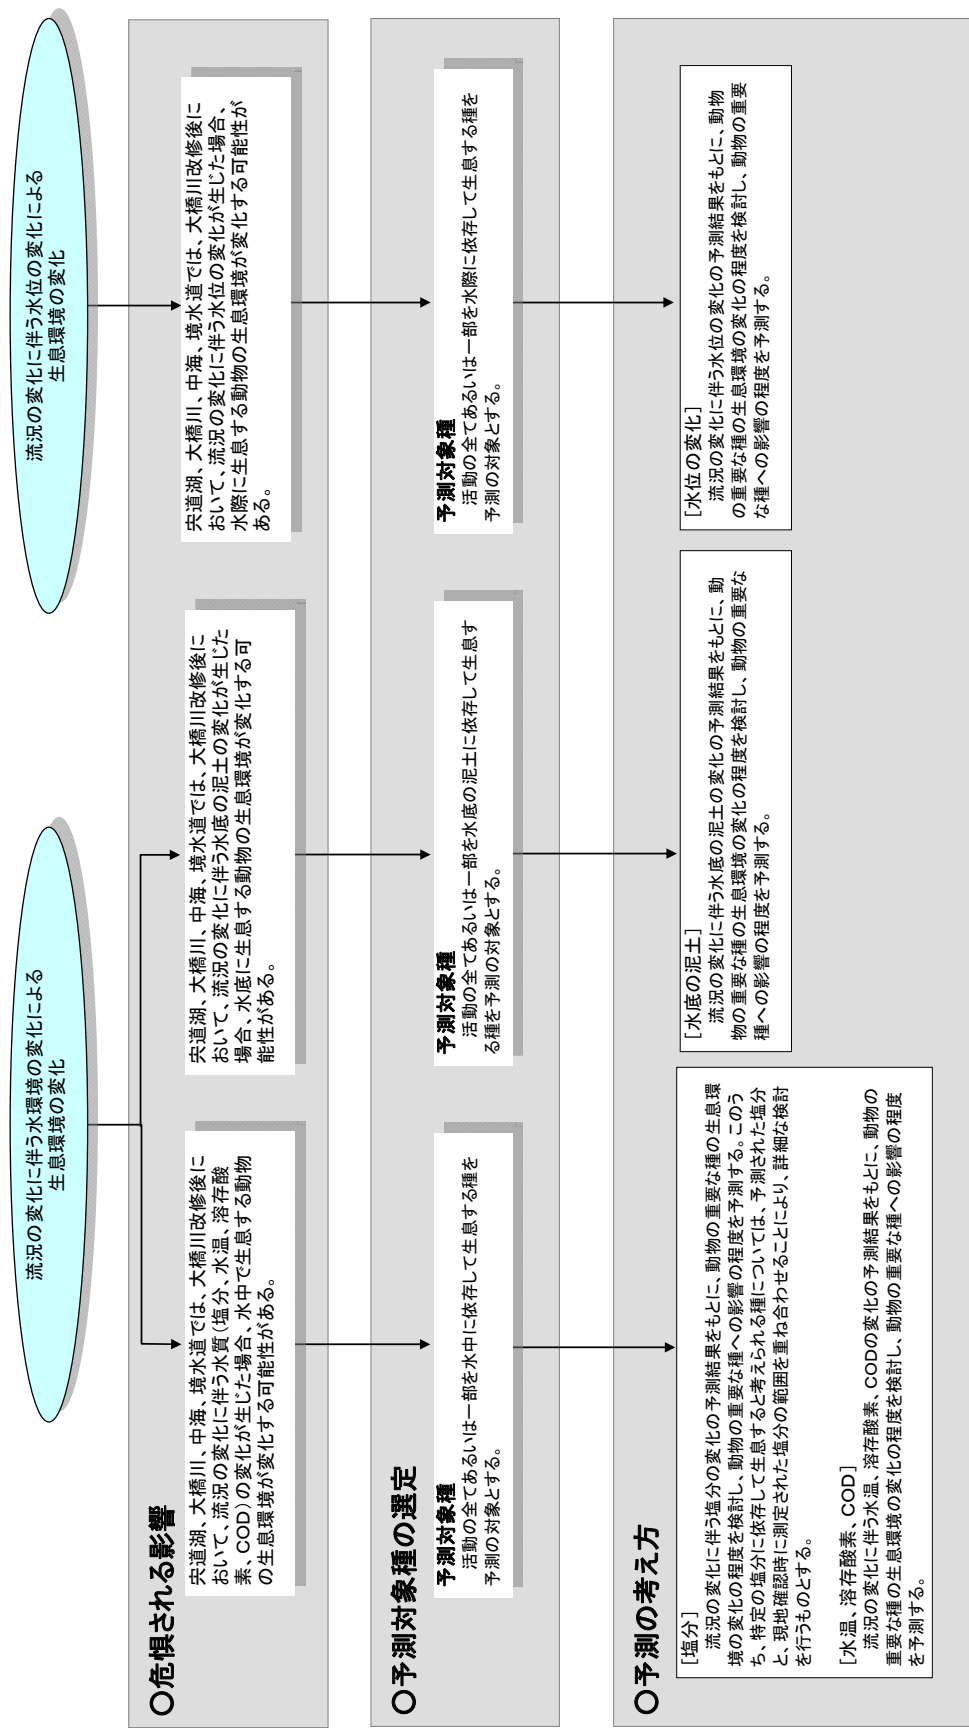 流況の変化に伴う水環境の変化による
生息環境の変化
流況の変化に伴う水位の変化による
生息環境の変化
○危惧される影響
宍道湖、大橋川、中海、境水道では、大橋川改修後に
おいて、流況の変化に伴う水質(塩分、水温、溶存酸
素、COD)の変化が生じた場合、水中で生息する動物
の生息環境が変化する可能性がある。
宍道湖、大橋川、中海、境水道では、大橋川改修後に
おいて、流況の変化に伴う水底の泥土の変化が生じた
場合、水底に生息する動物の生息環境が変化する可
能性がある。
宍道湖、大橋川、中海、境水道では、大橋川改修後に
おいて、流況の変化に伴う水位の変化が生じた場合、
水際に生息する動物の生息環境が変化する可能性が
ある。
○予測対象種の選定
予測対象種
活動の全てあるいは一部を水中に依存して生息する種を
予測の対象とする。
予測対象種
活動の全てあるいは一部を水底の泥土に依存して生息す
る種を予測の対象とする。
予測対象種
活動の全てあるいは一部を水際に依存して生息する種を
予測の対象とする。
○予測の考え方
[塩分]
流況の変化に伴う塩分の変化の予測結果をもとに、動物の重要な種の生息環
境の変化の程度を検討し、動物の重要な種への影響の程度を予測する。このう
ち、特定の塩分に依存して生息すると考えられる種については、予測された塩分
と、現地確認時に測定された塩分の範囲を重ね合わせることにより、詳細な検討
を行うものとする。
[水温、溶存酸素、COD]
流況の変化に伴う水温、溶存酸素、CODの変化の予測結果をもとに、動物の
重要な種の生息環境の変化の程度を検討し、動物の重要な種への影響の程度
を予測する。
[水底の泥土]
流況の変化に伴う水底の泥土の変化の予測結果をもとに、動
物の重要な種の生息環境の変化の程度を検討し、動物の重要な
種への影響の程度を予測する。
[水位の変化]
流況の変化に伴う水位の変化の予測結果をもとに、動物
の重要な種の生息環境の変化の程度を検討し、動物の重要
な種への影響の程度を予測する。